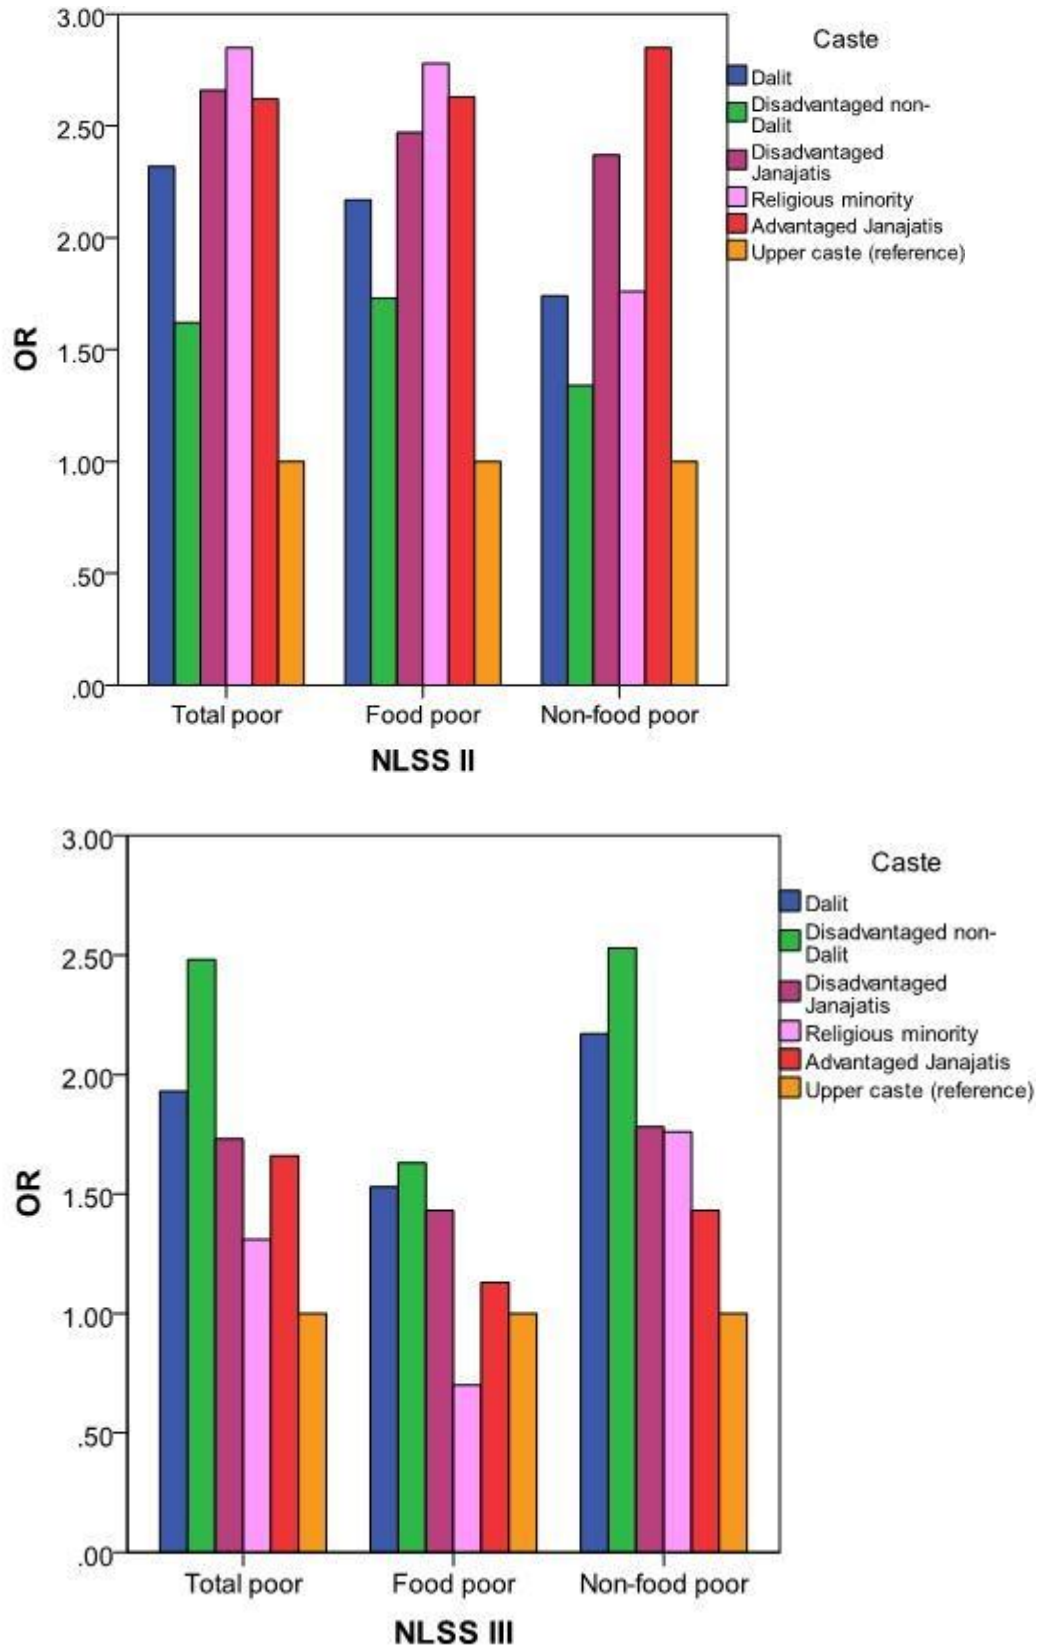 3.00
2.50
2.00
1.50
1.00
.50
.00
OR
Total poor
Food poor
Non-food poor
NLSS II
Caste
Dalit
Disadvantaged non-
Dalit
Disadvantaged
Janajatis
Religious minority
Advantaged Janajatis
Upper caste (reference)
3.00
2.50
2.00
1.50
1.00
.50
.00
OR
Total poor
Food poor
Non-food poor
NLSS III
Caste
Dalit
Disadvantaged non-
Dalit
Disadvantaged
Janajatis
Religious minority
Advantaged Janajatis
Upper caste (reference)